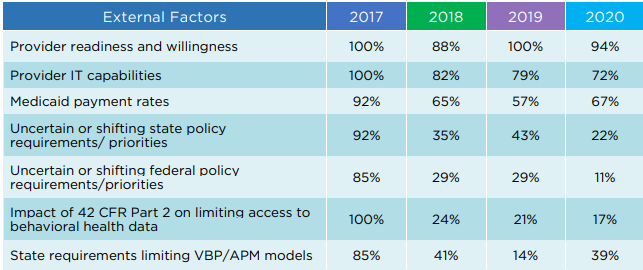 External Factors 2017 2018 2019 2020
Provider readiness and willingness 100% 88% 100% 94%
Provider IT capabilities 100% 82% 79% 72%
Medicaid payment rates 92% 65% 57% 67%
Uncertain or shifting state policy
requirements/ priorities 92% 35% 43% 22%
Uncertain or shifting federal policy
requirements/priorities 85% 29% 29% 11%
Impact of 42 CFR Part 2 on limiting access to
behavioral health data 100% 24% 21% 17%
State requirements limiting VBP/APM models 85% 41% 14% 39%